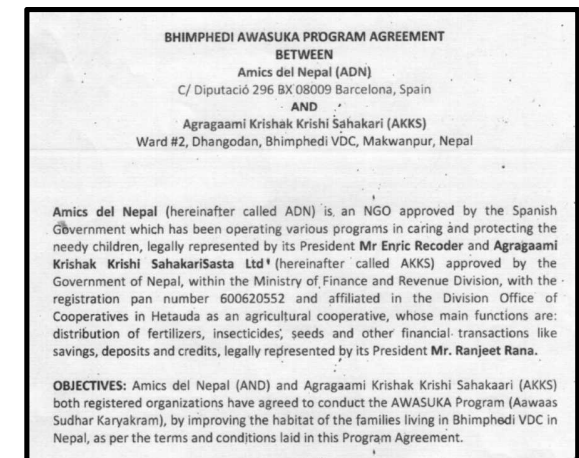 BHIMPHEDI AWASUKA PROGRAM AGREEMENT
BETWEEN
Amics del Nepal (ADN)
C/ Diputació 296 BX 08009 Barcelona, Spain
AND
Agragaami Krishak Krishi Sahakari (AKKS)
Ward #2, Dhangodan, Bhimphedi VDC, Makwanpur, Nepal
Amics del Nepal (hereinafter called ADN) is an NGO approved by the Spanish
Government which has been operating various programs in caring and protecting the
needy children, legally represented by its President Mr Enric Recoder and Agragaami
Krishak Krishi SahakariSasta Ltd' (hereinafter called AKKS) approved by the
Government of Nepal, within the Ministry of Finance and Revenue Division, with the
registration pan number 600620552 and affiliated in the Division Office of
Cooperatives in Hetauda as an agricultural cooperative, whose main functions are:
distribution of fertilizers, insecticides, seeds and other financial transactions like
savings, deposits and credits, legally represented by its President Mr. Ranjeet Rana.
OBJECTIVES: Amics del Nepal (AND) and Agragaami Krishak Krishi Sahakaari (AKKS)
both registered organizations have agreed to conduct the AWASUKA Program (Aawaas
Sudhar Karyakram), by improving the habitat of the families living in Bhimphedi VDC in
Nepal, as per the terms and conditions laid in this Program Agreement.